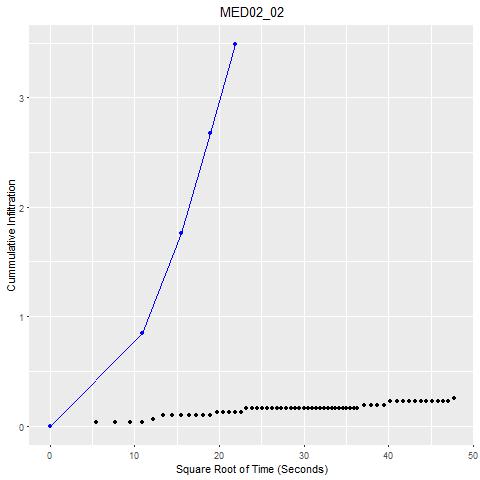 MED02_02
3
2
1
0
Cummulative Infiltration
0 10 20 30 40 50
Square Root of Time (Seconds)